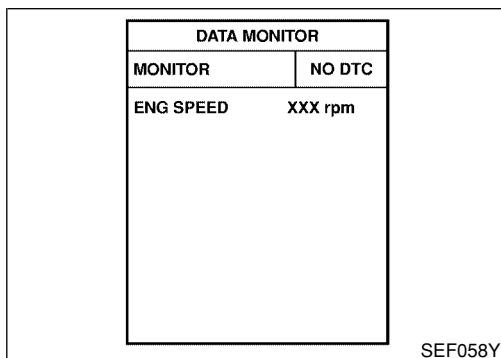 DATA MONITOR
MONITOR NO DTC
ENG SPEED XXX rpm
SEF058Y